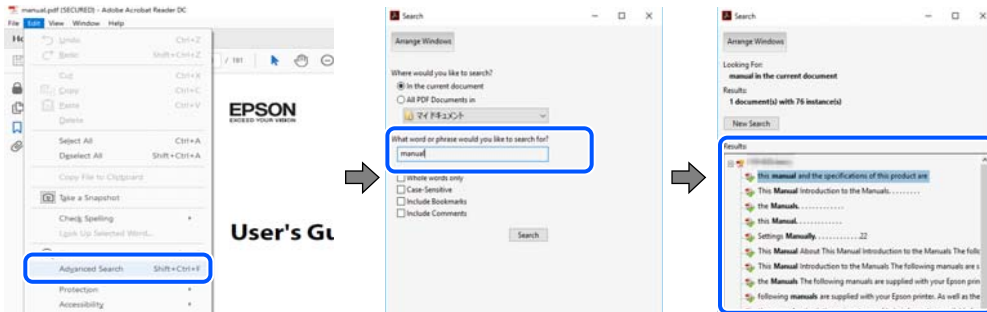 manual.pdf (SECURED) - Adobe Acrobat Reader DC
File Edit View Window Help
Undo Ctrl+Z
Redo Shift+Ctrl+Z
Cut Ctrl+X
Copy Ctrl+C
Paste Ctrl+V
Delete
Select All Ctrl+A
Deselect All Shift+Ctrl+A
Copy File to Clipboard
Take a Snapshot
Check Spelling
Look Up Selected Word...
Advanced Search Shift+Ctrl+F
Protection
Accessibility
/ 181
EPSON
EXCEED YOUR VISION
User's Gu
Search
Arrange Windows
Where would you like to search?
In the current document
All PDF Documents in
マイドキュメント
What word or phrase would you like to search for?
manual
Whole words only
Case-Sensitive
Include Bookmarks
Include Comments
Search
Search
Arrange Windows
Looking For:
manual in the current document
Results:
1 document(s) with 76 instance(s)
New Search
Results:
this manual and the specifications of this product are
This Manual Introduction to the Manuals. . . . . . . . .
the Manuals. . . . . . . . . . . . .
this Manual. . . . . . . . . . . . .
Settings Manually. . . . . . . . . . . . .22
This Manual About This Manual Introduction to the Manuals The follo
This Manual Introduction to the Manuals The following manuals are s
the Manuals The following manuals are supplied with your Epson prin
following manuals are supplied with your Epson printer. As well as the